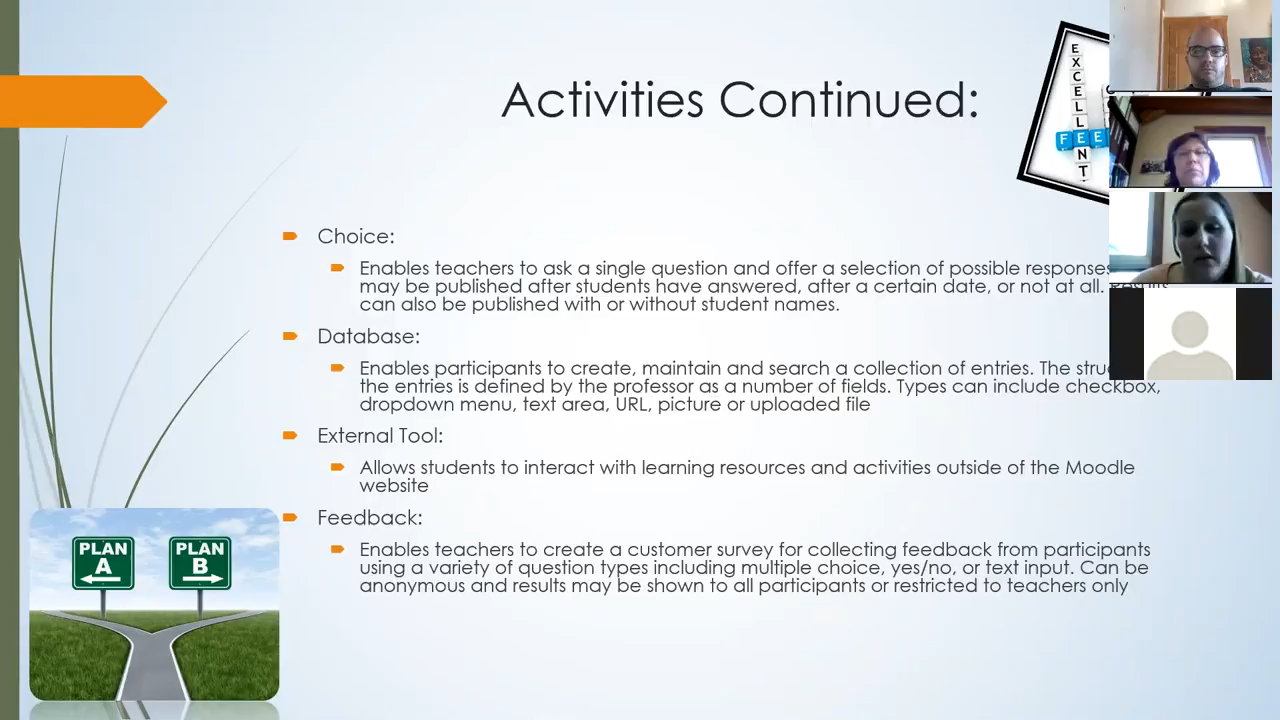 Activities Continued:
EXCELLENT
FEE
Choice:
Enables teachers to ask a single question and offer a selection of possible responses
may be published after students have answered, after a certain date, or not at all. Results
can also be published with or without student names.
Database:
Enables participants to create, maintain and search a collection of entries. The
the entries is defined by the professor as a number of fields. Types can include checkbox,
dropdown menu, text area, URL, picture or uploaded file
External Tool:
Allows students to interact with learning resources and activities outside of the Moodle
website
Feedback:
Enables teachers to create a customer survey for collecting feedback from participants
using a variety of question types including multiple choice, yes/no, or text input. Can be
anonymous and results may be shown to all participants or restricted to teachers only
PLAN
A
PLAN
B